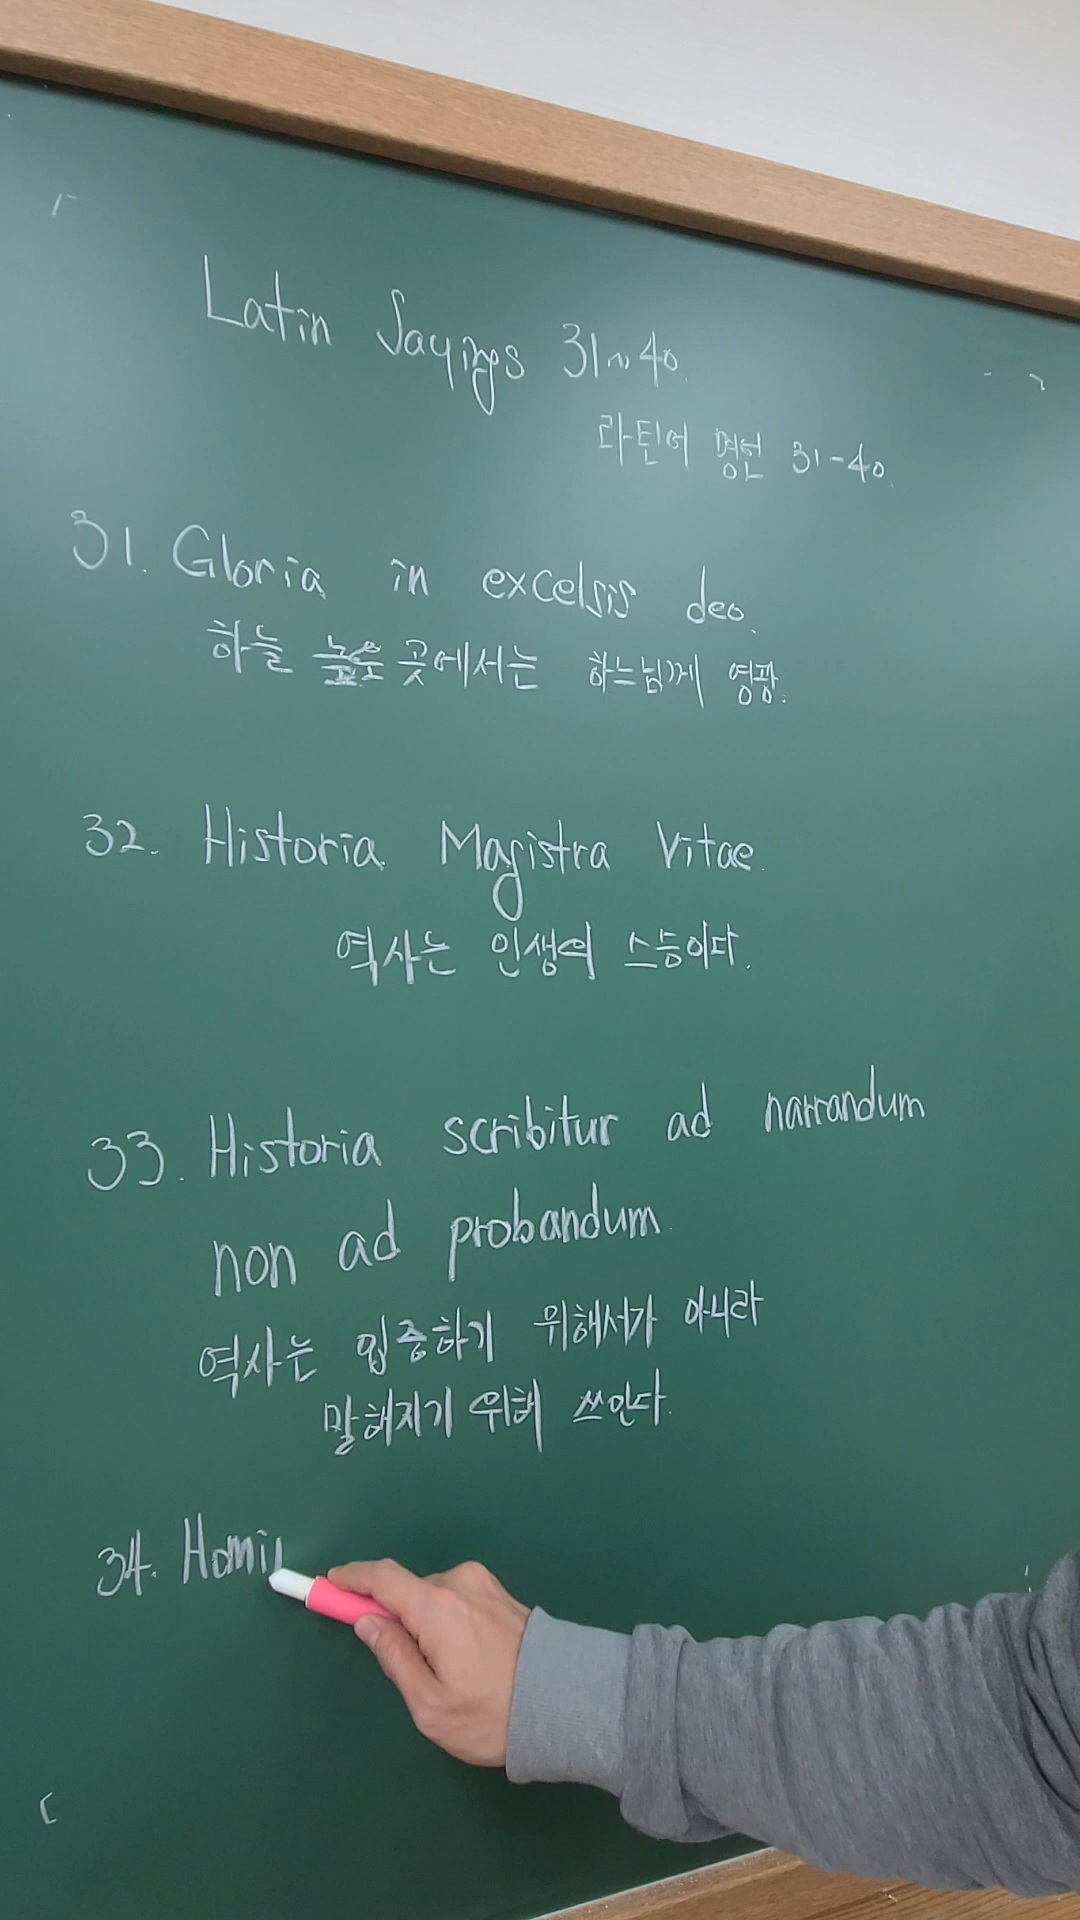 Latin Sayings 31~40.
라틴어 명언 31-40.
31. Gloria in excelsis deo.
하늘 높은 곳에서는 하느님께 영광.
32. Historia Magistra Vitae.
역사는 인생의 스승이다.
33. Historia scribitur ad narrandum
non ad probandum.
역사는 입증하기 위해서가 아니라
말해지기 위해 쓰인다.
34. Homin